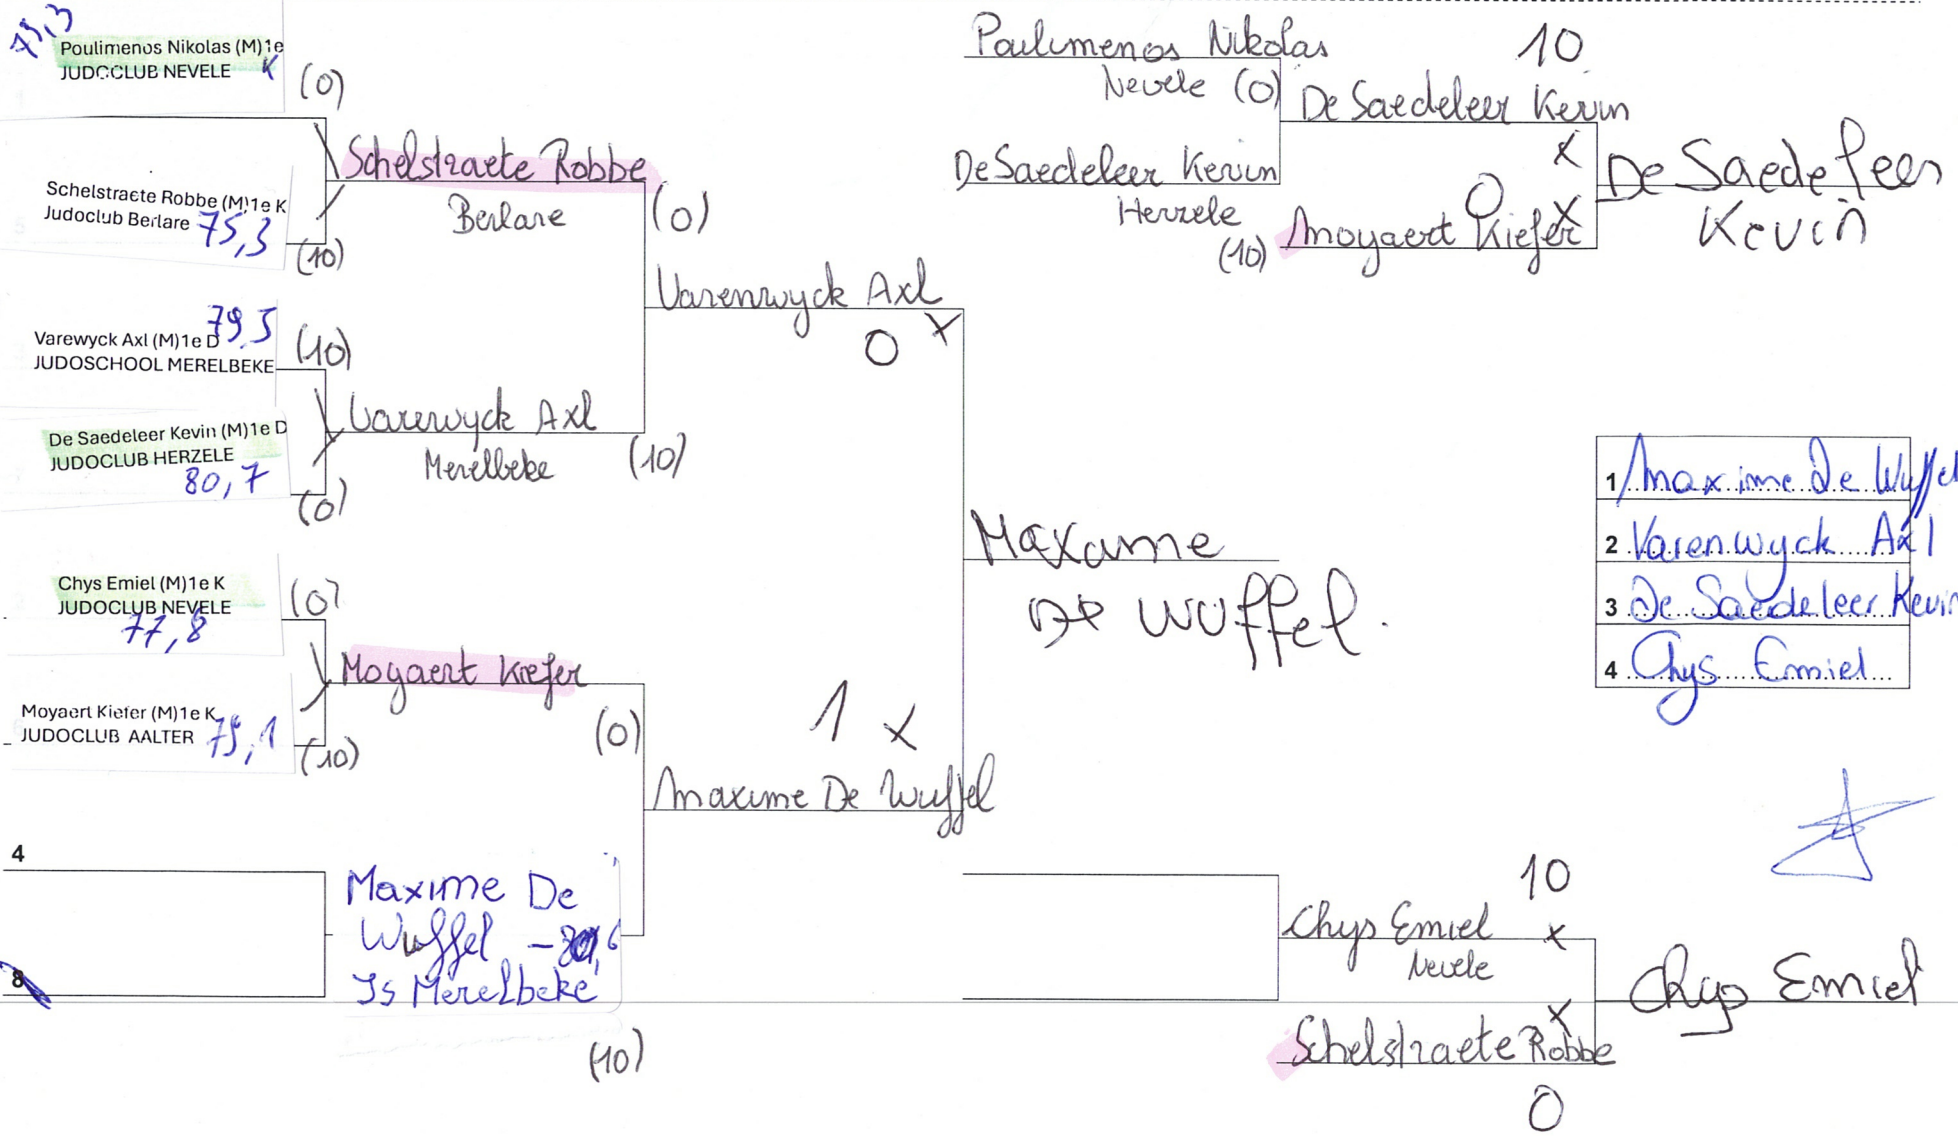 Poulimenos Nikolas (M)1e
K
JUDOCLUB NEVELE
(0)
Schelstraete Robbe (M)1e K
Judoclub Berlare
75,3
(10)
Schelstraete Robbe
Berlare
(0)
79,5
Varewyck Axl (M)1e D
JUDOSCHOOL MERELBEKE
(10)
De Saedeleer Kevin (M)1e D
JUDOCLUB HERZELE
80,7
(0)
Varewyck Axl
Merelbeke
(10)
Varenwyck Axl
0 x
Chys Emiel (M)1e K
JUDOCLUB NEVELE
77,8
(0)
Moyaert Kiefer (M)1e K
JUDOCLUB AALTER
75,1
(10)
Moyaert Kiefer
(0)
4
8
Maxime De
Wuffel
Js Merelbeke
(10)
1 x
Maxime De Wuffel
Maxame
De Wuffel.
Poulimenos Nikolas
Nevele (0)
De Saedeleer Kevin
Herzele
(10)
10
De Saedeleer Kevin
x
0 x
Moyaert Kiefer
De Saedeleer
Kevin
1 Maxime De Wuffel
2 Varenwyck Axl
3 De Saedeleer Kevin
4 Chys Emiel
10
Chys Emiel x
Nevele
x
Schelstraete Robbe
0
Chys Emiel